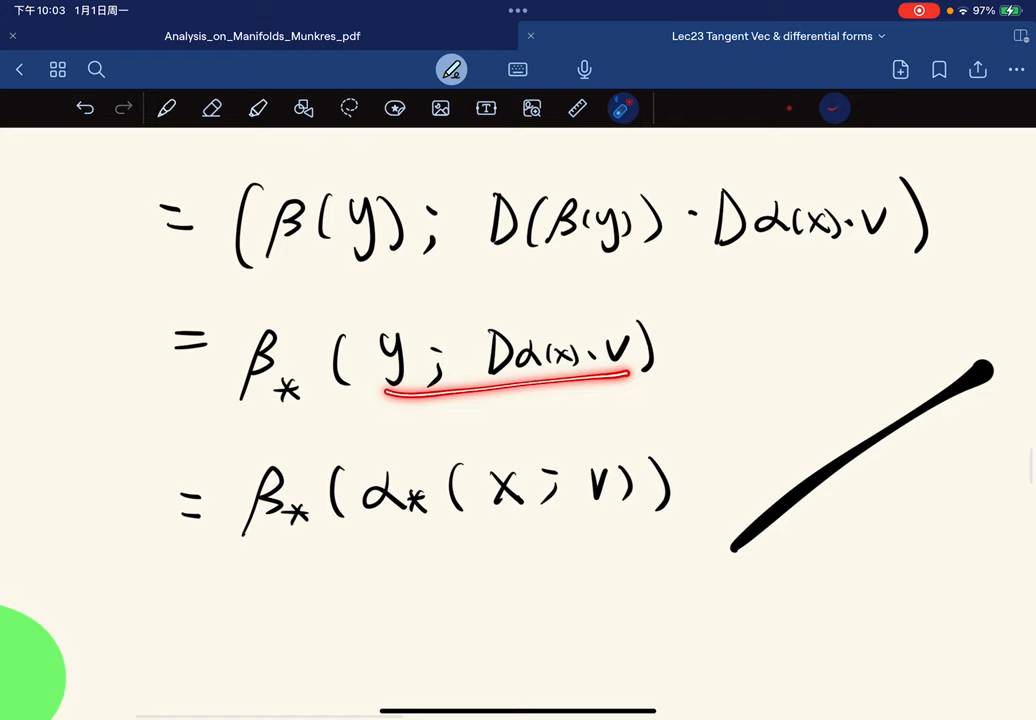 下午10:03 1月1日周一
97%
Analysis_on_Manifolds_Munkres_pdf
Lec23 Tangent Vec & differential forms
= (β(y); D(β(y)) · Dα(x)·v)
= β* (y; Dα(x)·v)
= β* (α* (x; v))